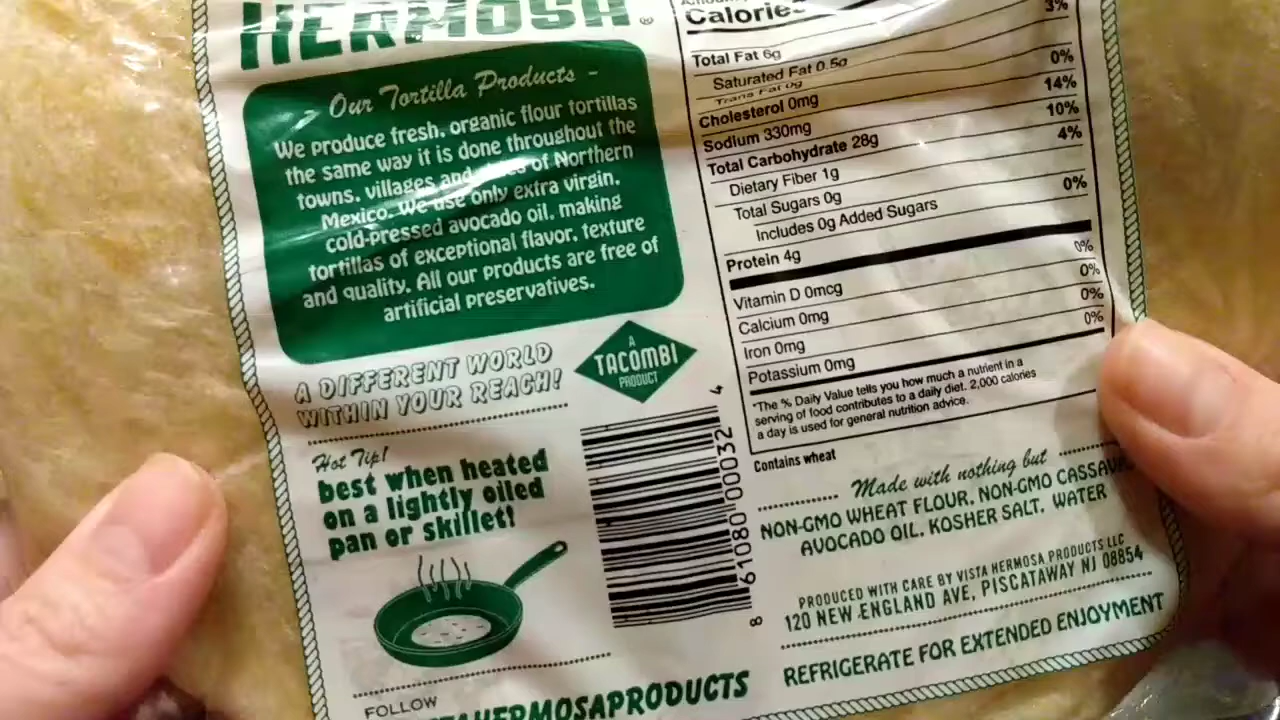 HERMOSA®
Our Tortilla Products -
We produce fresh, organic flour tortillas
the same way it is done throughout the
towns, villages and of Northern
Mexico. We use only extra virgin,
cold-pressed avocado oil, making
tortillas of exceptional flavor, texture
and quality. All our products are free of
artificial preservatives.
A DIFFERENT WORLD
WITHIN YOUR REACH!
A
TACOMBI
PRODUCT
Hot Tip!
best when heated
on a lightly oiled
pan or skillet!
FOLLOW
HERMOSAPRODUCTS
8 61080 00032 4
Calories
3%
Total Fat 6g
Saturated Fat 0.5g
Trans Fat 0g
Cholesterol 0mg 0%
Sodium 330mg 14%
Total Carbohydrate 28g 10%
Dietary Fiber 1g 4%
Total Sugars 0g
Includes 0g Added Sugars 0%
Protein 4g
Vitamin D 0mcg 0%
Calcium 0mg 0%
Iron 0mg 0%
Potassium 0mg 0%
*The % Daily Value tells you how much a nutrient in a
serving of food contributes to a daily diet. 2,000 calories
a day is used for general nutrition advice.
Contains wheat
Made with nothing but
NON-GMO WHEAT FLOUR, NON-GMO CASSAVA,
AVOCADO OIL, KOSHER SALT, WATER
PRODUCED WITH CARE BY VISTA HERMOSA PRODUCTS LLC
120 NEW ENGLAND AVE, PISCATAWAY NJ 08854
REFRIGERATE FOR EXTENDED ENJOYMENT